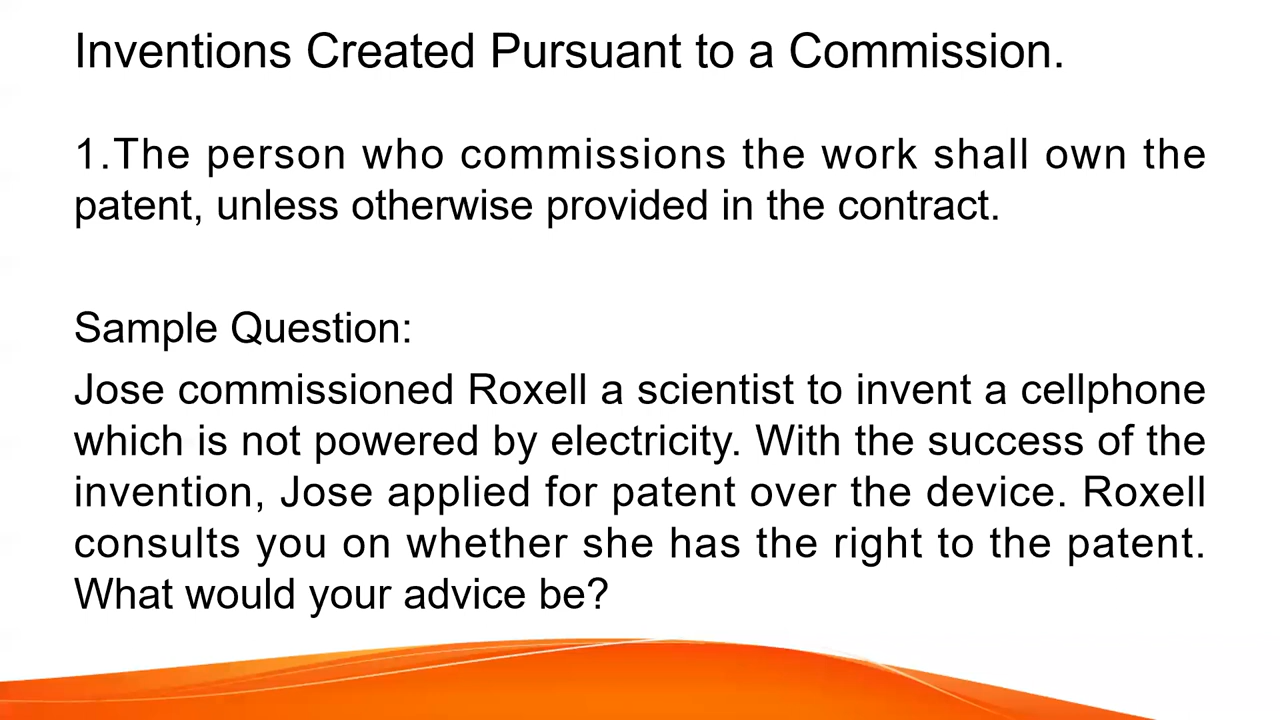 Inventions Created Pursuant to a Commission.
1.The person who commissions the work shall own the
patent, unless otherwise provided in the contract.
Sample Question:
Jose commissioned Roxell a scientist to invent a cellphone
which is not powered by electricity. With the success of the
invention, Jose applied for patent over the device. Roxell
consults you on whether she has the right to the patent.
What would your advice be?